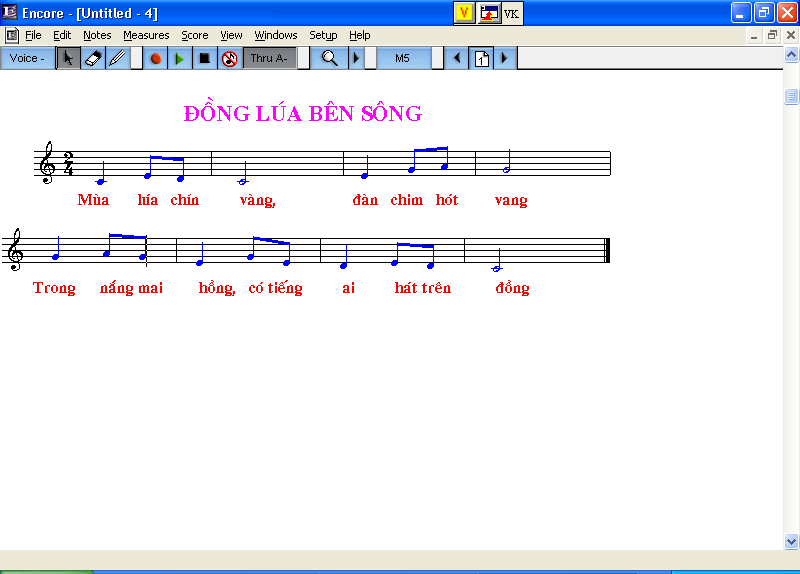 Encore - [Untitled - 4]
V VK
File Edit Notes Measures Score View Windows Setup Help
Voice - Thru A- M5 1
ĐỒNG LÚA BÊN SÔNG
2
4
Mùa lúa chín vàng, đàn chim hót vang
Trong nắng mai hồng, có tiếng ai hát trên đồng